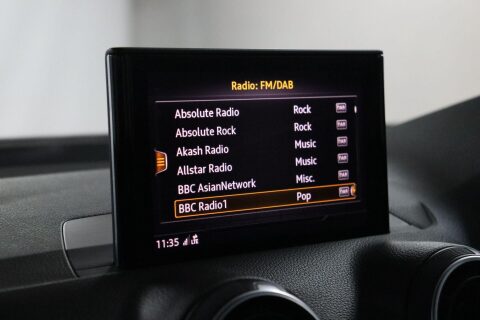 Radio: FM/DAB
Absolute Radio Rock
Absolute Rock Rock
Akash Radio Music
Allstar Radio Music
BBC AsianNetwork Misc.
BBC Radio1 Pop
11:35 LTE